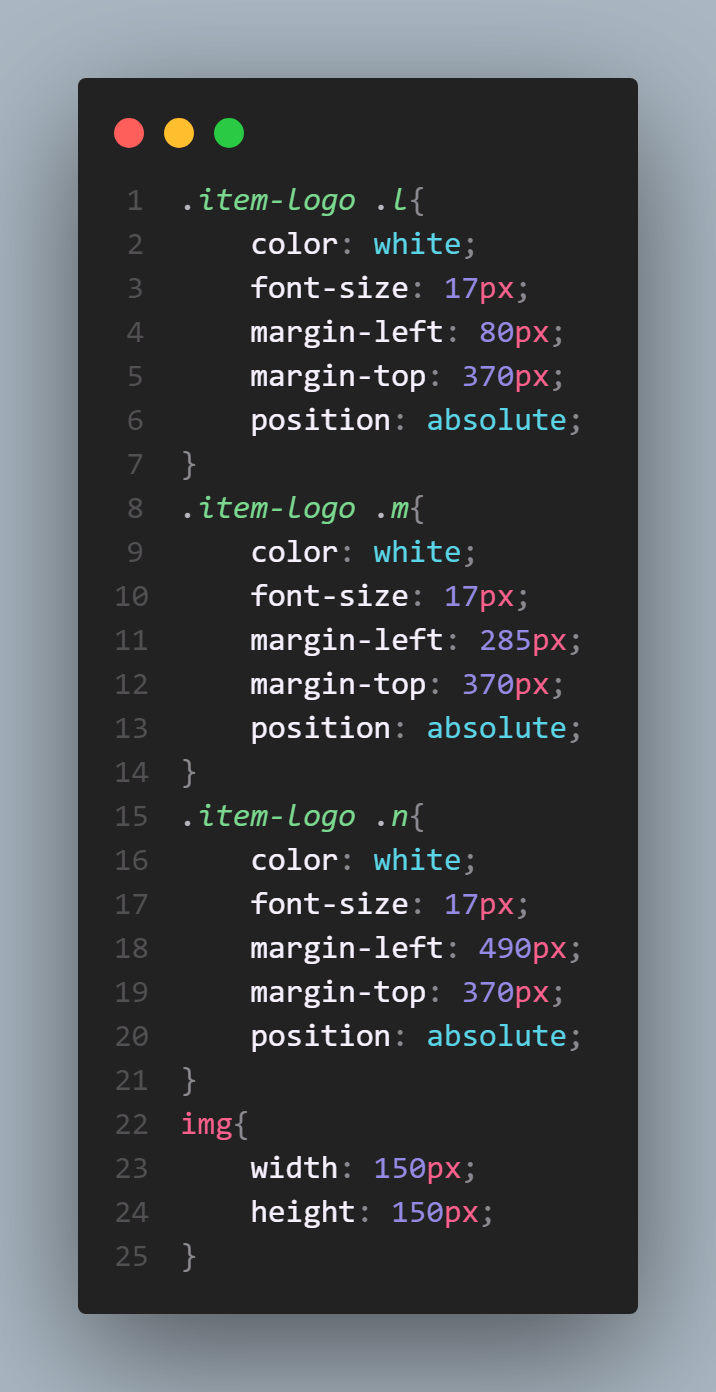 1 .item-logo .l{
2     color: white;
3     font-size: 17px;
4     margin-left: 80px;
5     margin-top: 370px;
6     position: absolute;
7 }
8 .item-logo .m{
9     color: white;
10     font-size: 17px;
11     margin-left: 285px;
12     margin-top: 370px;
13     position: absolute;
14 }
15 .item-logo .n{
16     color: white;
17     font-size: 17px;
18     margin-left: 490px;
19     margin-top: 370px;
20     position: absolute;
21 }
22 img{
23     width: 150px;
24     height: 150px;
25 }